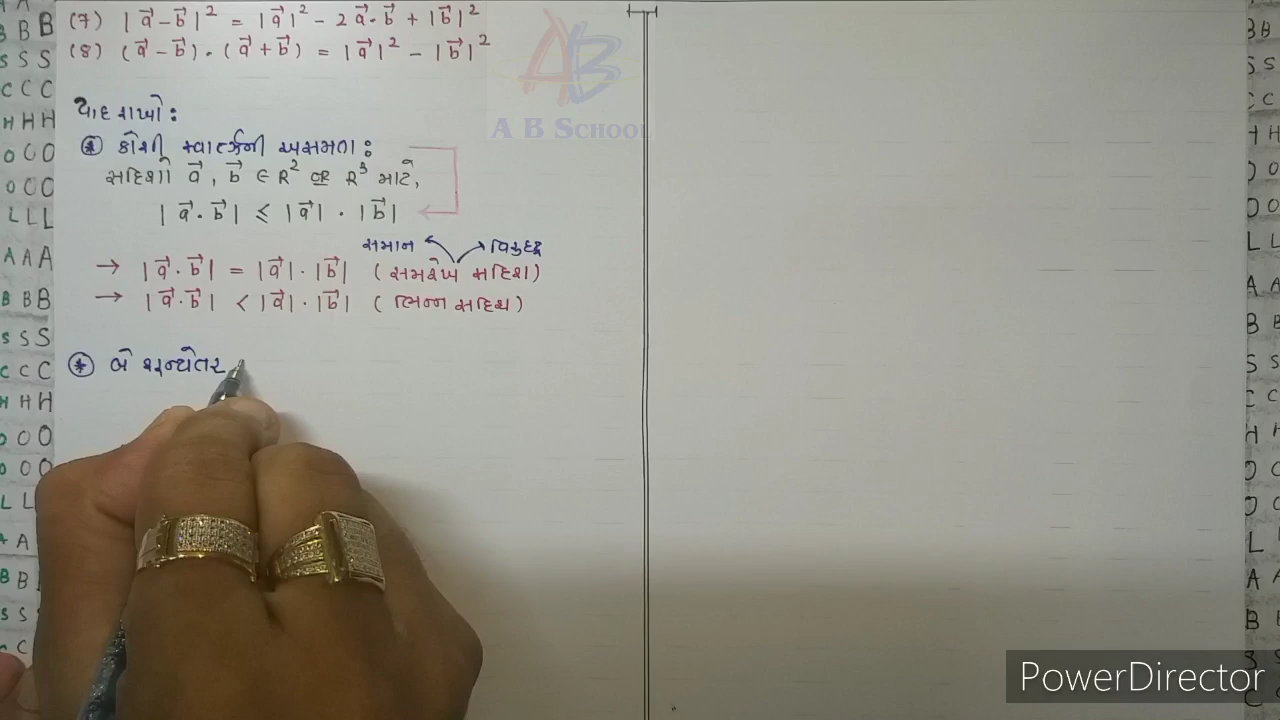 (7) |a⃗ - b⃗|² = |a⃗|² - 2 a⃗ · b⃗ + |b⃗|²
(8) (a⃗ - b⃗) · (a⃗ + b⃗) = |a⃗|² - |b⃗|²
A B SCHOOL
યાદ રાખો :
* કોશી સ્વાર્ટ્ઝની અસમતા :
સદિશો a⃗ , b⃗ ∈ R² or R³ માટે,
|a⃗ · b⃗| ≤ |a⃗| · |b⃗|
સમાન વિરુદ્ધ
→ |a⃗ · b⃗| = |a⃗| · |b⃗| (સમરેખ સદિશ)
→ |a⃗ · b⃗| < |a⃗| · |b⃗| (ભિન્ન સદિશ)
* બે શૂન્યેતર
PowerDirector